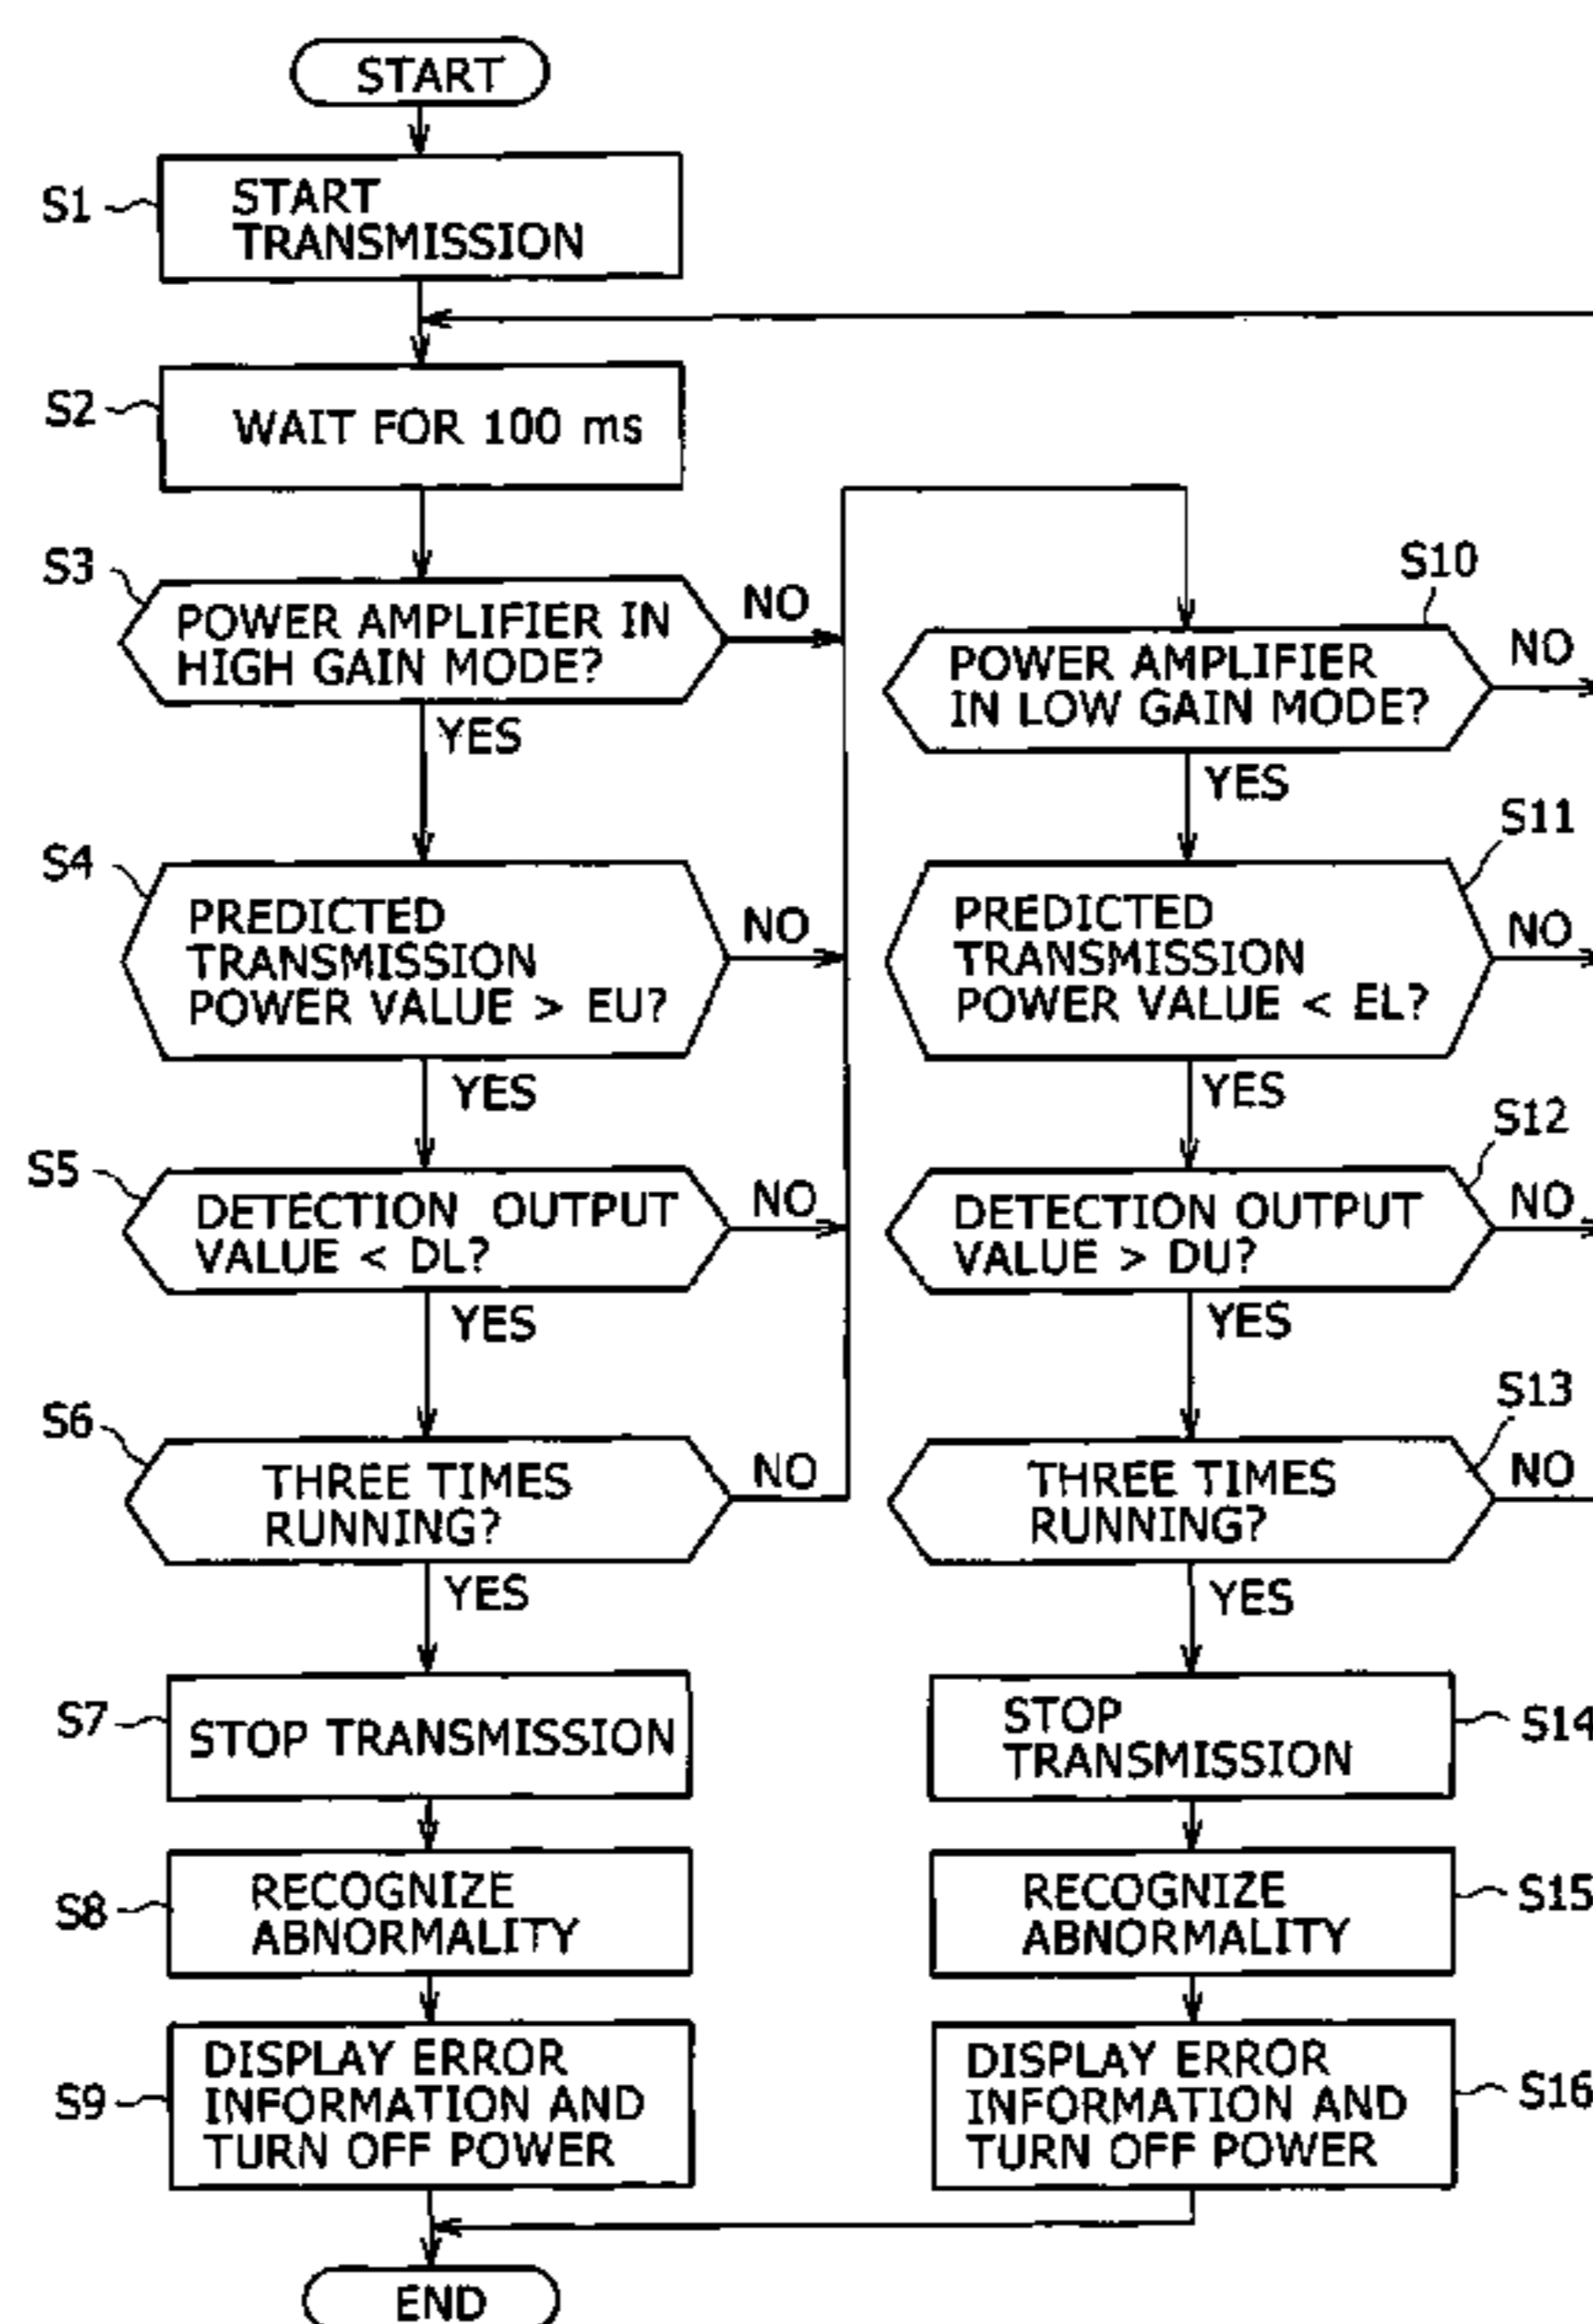 START
S1
START
TRANSMISSION
S2
WAIT FOR 100 ms
S3
POWER AMPLIFIER IN
HIGH GAIN MODE?
NO
YES
S4
PREDICTED
TRANSMISSION
POWER VALUE > EU?
NO
YES
S5
DETECTION OUTPUT
VALUE < DL?
NO
YES
S6
THREE TIMES
RUNNING?
NO
YES
S7
STOP TRANSMISSION
S8
RECOGNIZE
ABNORMALITY
S9
DISPLAY ERROR
INFORMATION AND
TURN OFF POWER
S10
POWER AMPLIFIER
IN LOW GAIN MODE?
NO
YES
S11
PREDICTED
TRANSMISSION
POWER VALUE < EL?
NO
YES
S12
DETECTION OUTPUT
VALUE > DU?
NO
YES
S13
THREE TIMES
RUNNING?
NO
YES
S14
STOP
TRANSMISSION
S15
RECOGNIZE
ABNORMALITY
S16
DISPLAY ERROR
INFORMATION AND
TURN OFF POWER
END